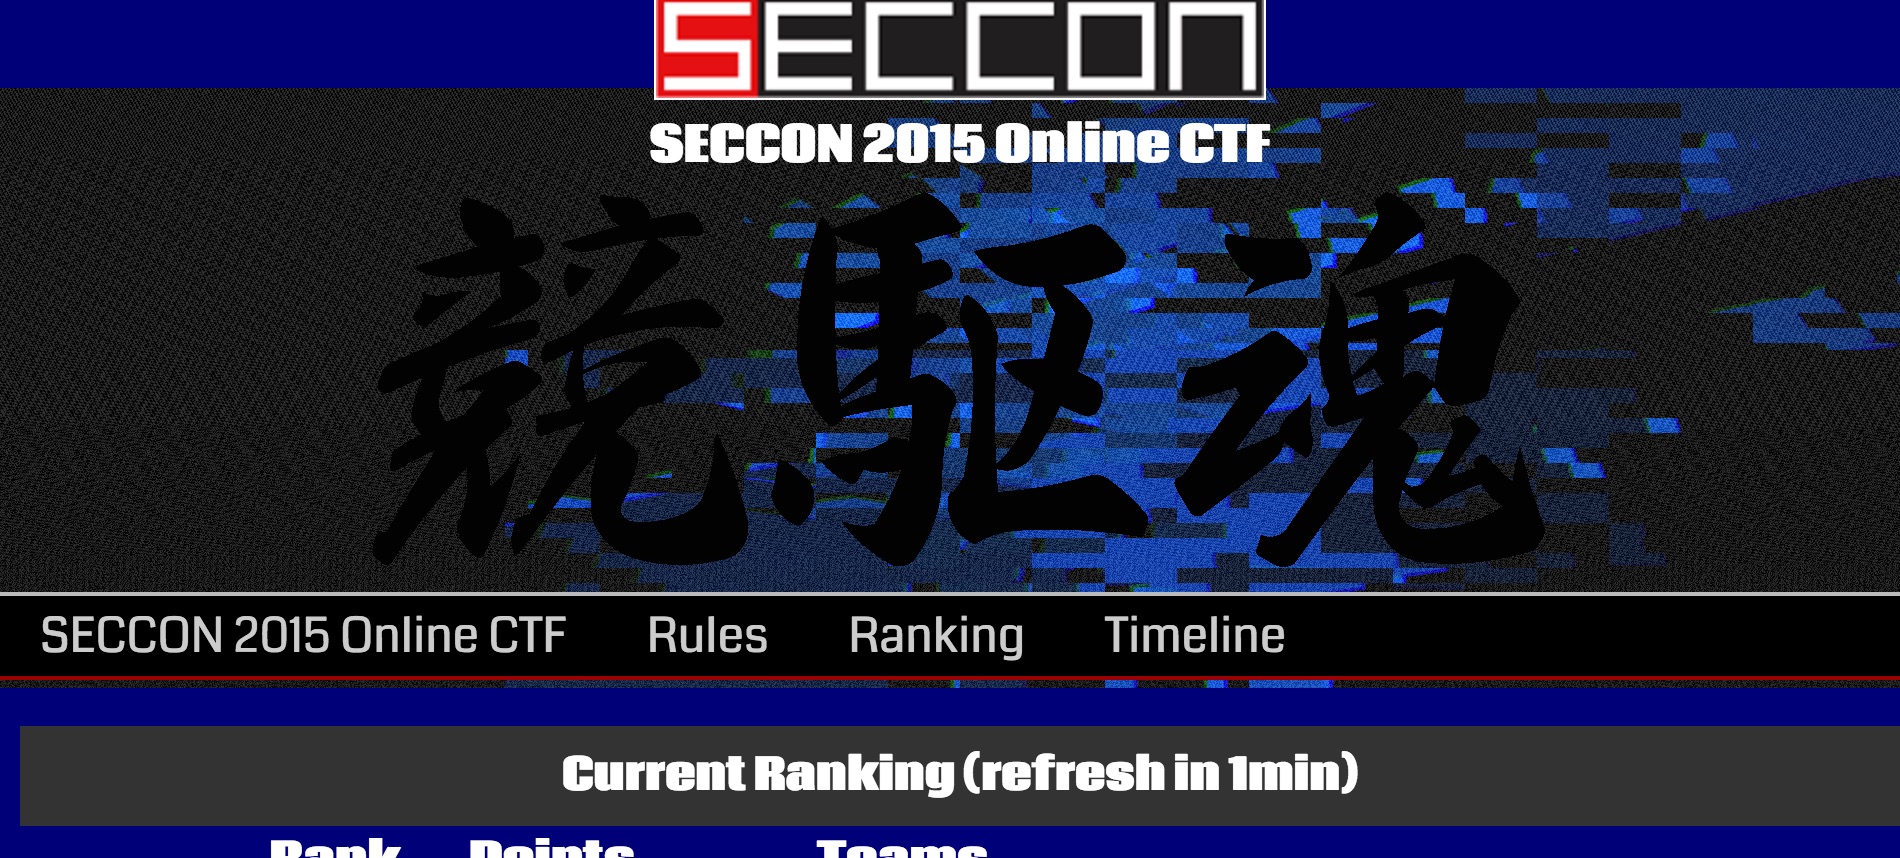 SECCON
SECCON 2015 Online CTF
競駆魂
SECCON 2015 Online CTF Rules Ranking Timeline
Current Ranking (refresh in 1min)
Rank Points Teams